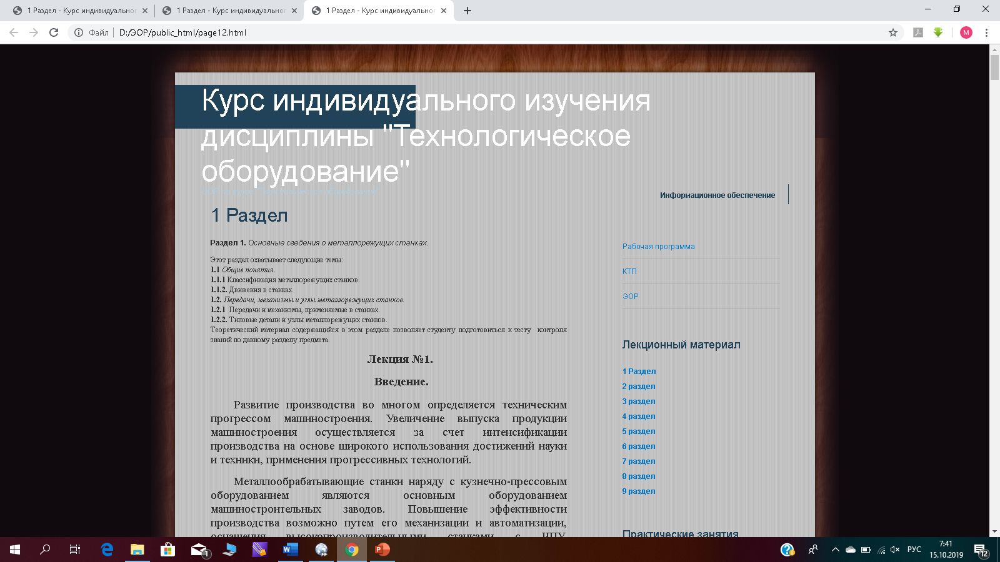 1 Раздел - Курс индивидуальног
1 Раздел - Курс индивидуальног
1 Раздел - Курс индивидуальног
Файл
D:/ЭОР/public_html/page12.html
M
Курс индивидуального изучения
дисциплины "Технологическое
оборудование"
Информационное обеспечение
1 Раздел
Раздел 1. Основные сведения о металлорежущих станках.
Этот раздел охватывает следующие темы:
1.1 Общие понятия.
1.1.1 Классификация металлорежущих станков.
1.1.2. Движения в станках.
1.2. Передачи, механизмы и узлы металлорежущих станков.
1.2.1 Передачи и механизмы, применяемые в станках.
1.2.2. Типовые детали и узлы металлорежущих станков.
Теоретический материал содержащийся в этом разделе позволяет студенту подготовиться к тесту контроля
знаний по данному разделу предмета.
Лекция №1.
Введение.
Развитие производства во многом определяется техническим
прогрессом машиностроения. Увеличение выпуска продукции
машиностроения осуществляется за счет интенсификации
производства на основе широкого использования достижений науки
и техники, применения прогрессивных технологий.
Металлообрабатывающие станки наряду с кузнечно-прессовым
оборудованием являются основным оборудованием
машиностроительных заводов. Повышение эффективности
производства возможно путем его механизации и автоматизации,
оснащения высокопроизводительными станками с ЧПУ,
Рабочая программа
КТП
ЭОР
Лекционный материал
1 Раздел
2 раздел
3 раздел
4 раздел
5 раздел
6 раздел
7 раздел
8 раздел
9 раздел
Практические занятия
1
РУС
7:41
15.10.2019
12